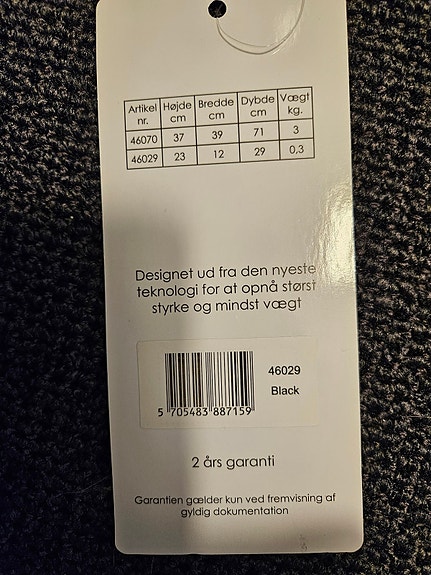 Artikel nr. Højde cm Bredde cm Dybde cm Vægt kg.
46070 37 39 71 3
46029 23 12 29 0,3
Designet ud fra den nyeste
teknologi for at opnå størst
styrke og mindst vægt
46029
Black
5 705483 887159
2 års garanti
Garantien gælder kun ved fremvisning af
gyldig dokumentation